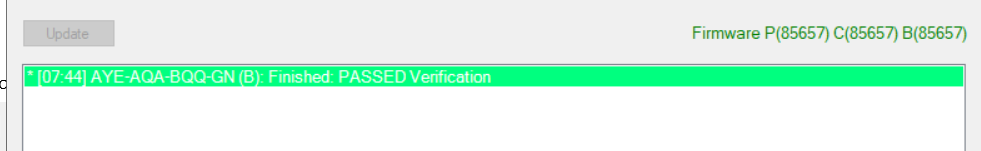 Update
Firmware P(85657) C(85657) B(85657)
* [07:44] AYE-AQA-BQQ-GN (B): Finished: PASSED Verification